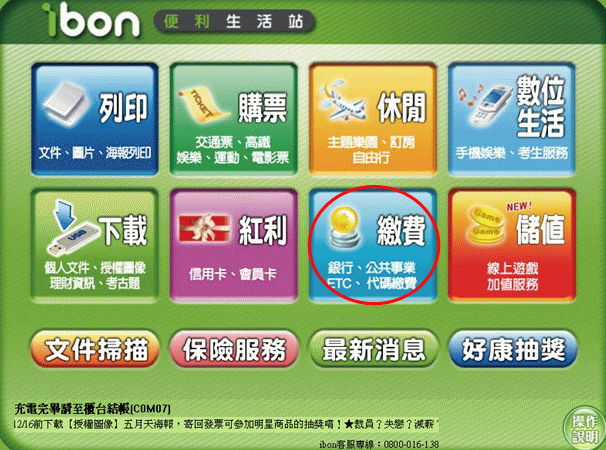 ibon 便利生活站
列印
文件、圖片、海報列印
TICKET
購票
交通票、高鐵
娛樂、運動、電影票
休閒
主題樂園、訂房
自由行
數位
生活
手機娛樂、考生服務
USB
下載
個人文件、授權圖像
理財資訊、考古題
紅利
信用卡、會員卡
繳費
銀行、公共事業
ETC、代碼繳費
NEW!
Game
Game
儲值
線上遊戲
加值服務
文件掃描
保險服務
最新消息
好康抽獎
充電完畢請至櫃台結帳(COM07)
12/16前下載【授權圖像】五月天海報，寄回發票可參加明星商品的抽獎唷！★裁員？失戀？減薪？
ibon客服專線：0800-016-138
操作
說明